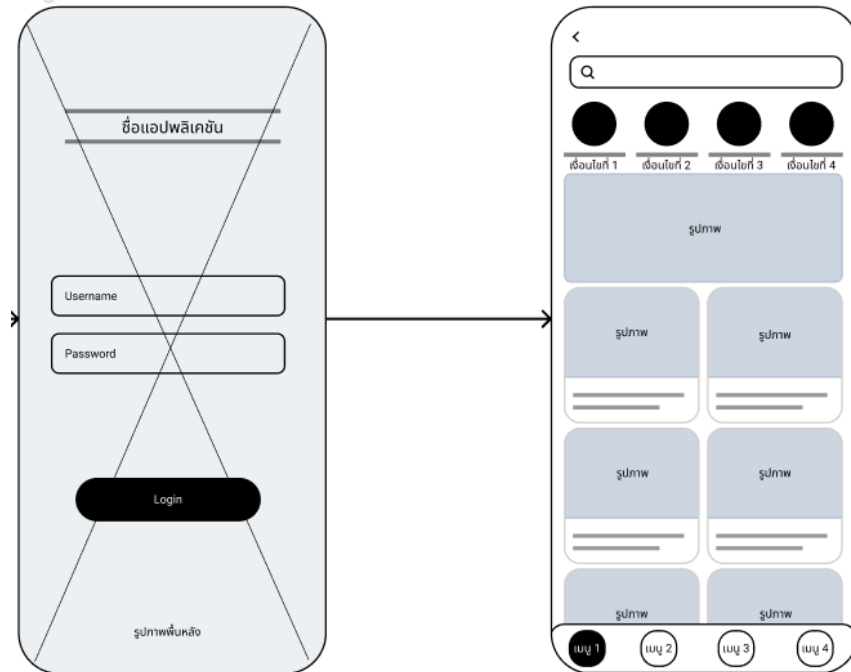 ชื่อแอปพลิเคชัน
Username
Password
Login
รูปภาพพื้นหลัง
เงื่อนไขที่ 1 เงื่อนไขที่ 2 เงื่อนไขที่ 3 เงื่อนไขที่ 4
รูปภาพ
รูปภาพ รูปภาพ
รูปภาพ รูปภาพ
รูปภาพ รูปภาพ
เมนู 1 เมนู 2 เมนู 3 เมนู 4